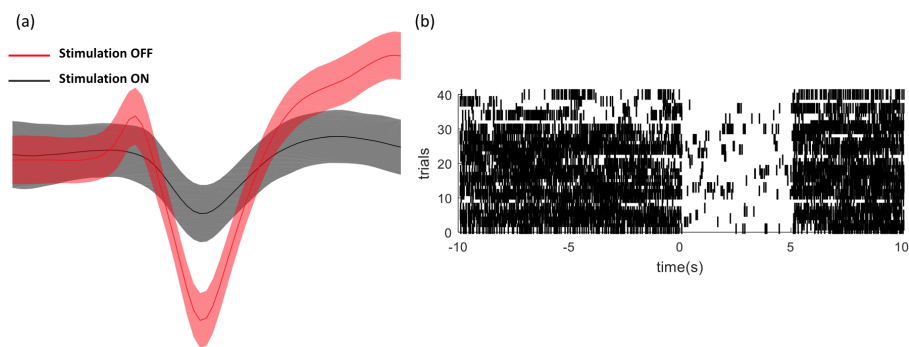 (a)
(b)
Stimulation OFF
Stimulation ON
40
30
20
10
0
trials
-10 -5 0 5 10
time(s)